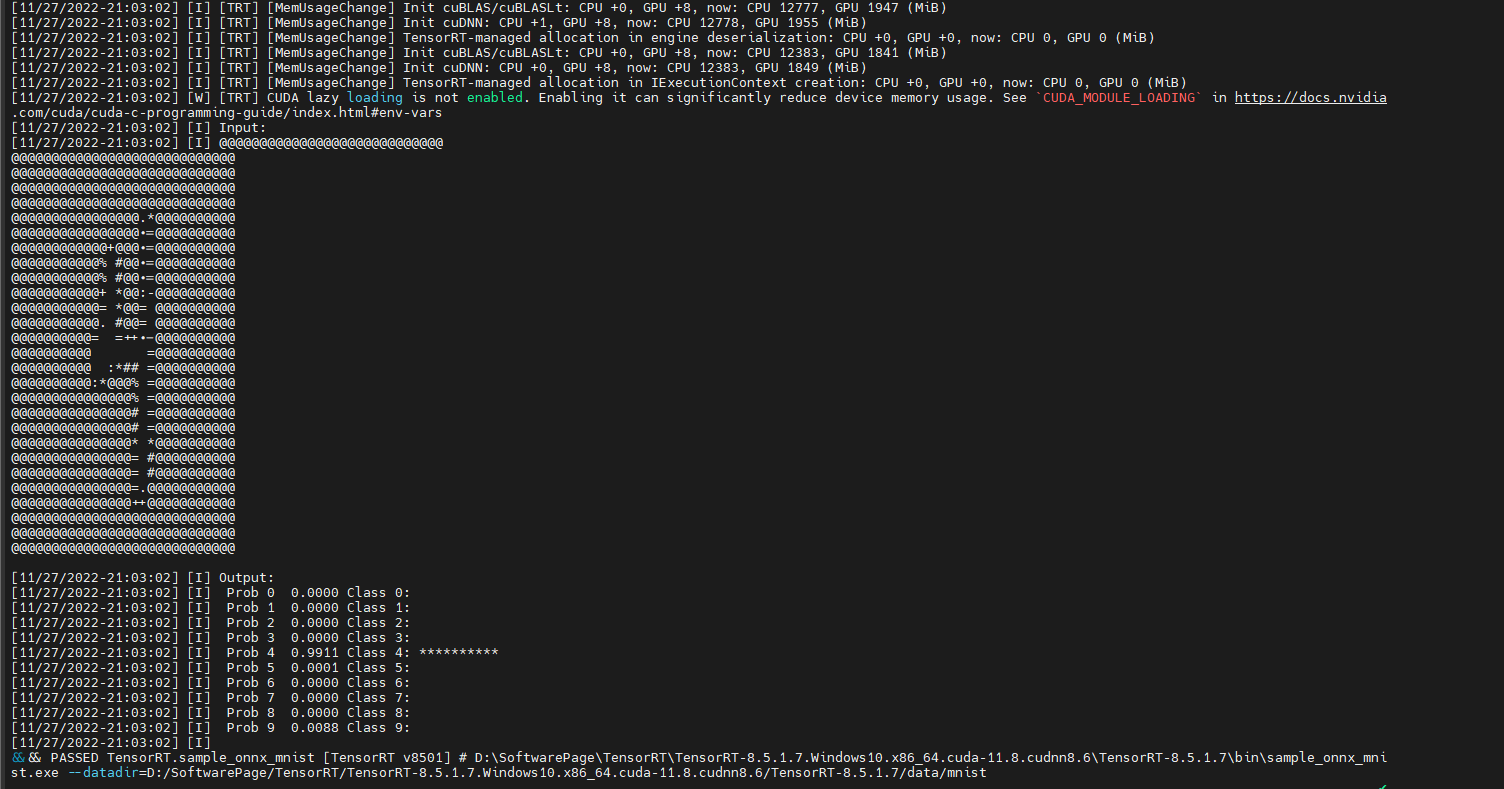 [11/27/2022-21:03:02] [I] [TRT] [MemUsageChange] Init cuBLAS/cuBLASLt: CPU +0, GPU +8, now: CPU 12777, GPU 1947 (MiB)
[11/27/2022-21:03:02] [I] [TRT] [MemUsageChange] Init cuDNN: CPU +1, GPU +8, now: CPU 12778, GPU 1955 (MiB)
[11/27/2022-21:03:02] [I] [TRT] [MemUsageChange] TensorRT-managed allocation in engine deserialization: CPU +0, GPU +0, now: CPU 0, GPU 0 (MiB)
[11/27/2022-21:03:02] [I] [TRT] [MemUsageChange] Init cuBLAS/cuBLASLt: CPU +0, GPU +8, now: CPU 12383, GPU 1841 (MiB)
[11/27/2022-21:03:02] [I] [TRT] [MemUsageChange] Init cuDNN: CPU +0, GPU +8, now: CPU 12383, GPU 1849 (MiB)
[11/27/2022-21:03:02] [I] [TRT] [MemUsageChange] TensorRT-managed allocation in IExecutionContext creation: CPU +0, GPU +0, now: CPU 0, GPU 0 (MiB)
[11/27/2022-21:03:02] [W] [TRT] CUDA lazy loading is not enabled. Enabling it can significantly reduce device memory usage. See `CUDA_MODULE_LOADING` in https://docs.nvidia
.com/cuda/cuda-c-programming-guide/index.html#env-vars
[11/27/2022-21:03:02] [I] Input:
[11/27/2022-21:03:02] [I] @@@@@@@@@@@@@@@@@@@@@@@@@@@@
@@@@@@@@@@@@@@@@@@@@@@@@@@@@
@@@@@@@@@@@@@@@@@@@@@@@@@@@@
@@@@@@@@@@@@@@@@@@@@@@@@@@@@
@@@@@@@@@@@@@@@@@@@@@@@@@@@@
@@@@@@@@@@@@@@@@.*@@@@@@@@@@
@@@@@@@@@@@@@@@@-=@@@@@@@@@@
@@@@@@@@@@@@+@@@-=@@@@@@@@@@
@@@@@@@@@@@% #@@-=@@@@@@@@@@
@@@@@@@@@@@% #@@-=@@@@@@@@@@
@@@@@@@@@@@+ *@@:-@@@@@@@@@@
@@@@@@@@@@@= *@@= @@@@@@@@@@
@@@@@@@@@@@. #@@= @@@@@@@@@@
@@@@@@@@@@=  =++--@@@@@@@@@@
@@@@@@@@@@       =@@@@@@@@@@
@@@@@@@@@@  :*## =@@@@@@@@@@
@@@@@@@@@@:*@@@% =@@@@@@@@@@
@@@@@@@@@@@@@@@% =@@@@@@@@@@
@@@@@@@@@@@@@@@# =@@@@@@@@@@
@@@@@@@@@@@@@@@# =@@@@@@@@@@
@@@@@@@@@@@@@@@* *@@@@@@@@@@
@@@@@@@@@@@@@@@= #@@@@@@@@@@
@@@@@@@@@@@@@@@= #@@@@@@@@@@
@@@@@@@@@@@@@@@=.@@@@@@@@@@@
@@@@@@@@@@@@@@@++@@@@@@@@@@@
@@@@@@@@@@@@@@@@@@@@@@@@@@@@
@@@@@@@@@@@@@@@@@@@@@@@@@@@@
@@@@@@@@@@@@@@@@@@@@@@@@@@@@
[11/27/2022-21:03:02] [I] Output:
[11/27/2022-21:03:02] [I]  Prob 0  0.0000 Class 0:
[11/27/2022-21:03:02] [I]  Prob 1  0.0000 Class 1:
[11/27/2022-21:03:02] [I]  Prob 2  0.0000 Class 2:
[11/27/2022-21:03:02] [I]  Prob 3  0.0000 Class 3:
[11/27/2022-21:03:02] [I]  Prob 4  0.9911 Class 4: **********
[11/27/2022-21:03:02] [I]  Prob 5  0.0001 Class 5:
[11/27/2022-21:03:02] [I]  Prob 6  0.0000 Class 6:
[11/27/2022-21:03:02] [I]  Prob 7  0.0000 Class 7:
[11/27/2022-21:03:02] [I]  Prob 8  0.0000 Class 8:
[11/27/2022-21:03:02] [I]  Prob 9  0.0088 Class 9:
[11/27/2022-21:03:02] [I]
&&&& PASSED TensorRT.sample_onnx_mnist [TensorRT v8501] # D:\SoftwarePage\TensorRT\TensorRT-8.5.1.7.Windows10.x86_64.cuda-11.8.cudnn8.6\TensorRT-8.5.1.7\bin\sample_onnx_mni
st.exe --datadir=D:/SoftwarePage/TensorRT/TensorRT-8.5.1.7.Windows10.x86_64.cuda-11.8.cudnn8.6/TensorRT-8.5.1.7/data/mnist